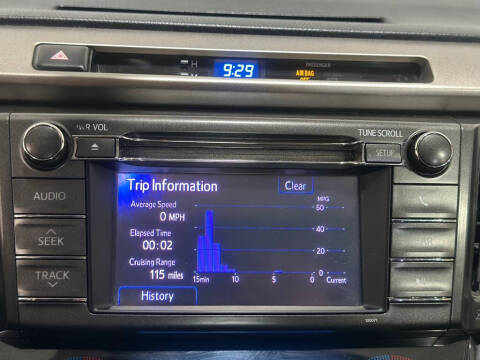 H
9:29
PASSENGER
AIR BAG
OFF
VOL
TUNE SCROLL
SETUP
AUDIO
SEEK
TRACK
Trip Information
Clear
Average Speed
0 MPH
Elapsed Time
00:02
Cruising Range
115 miles
History
MPG
60
40
20
0
15min
10
5
0
Current